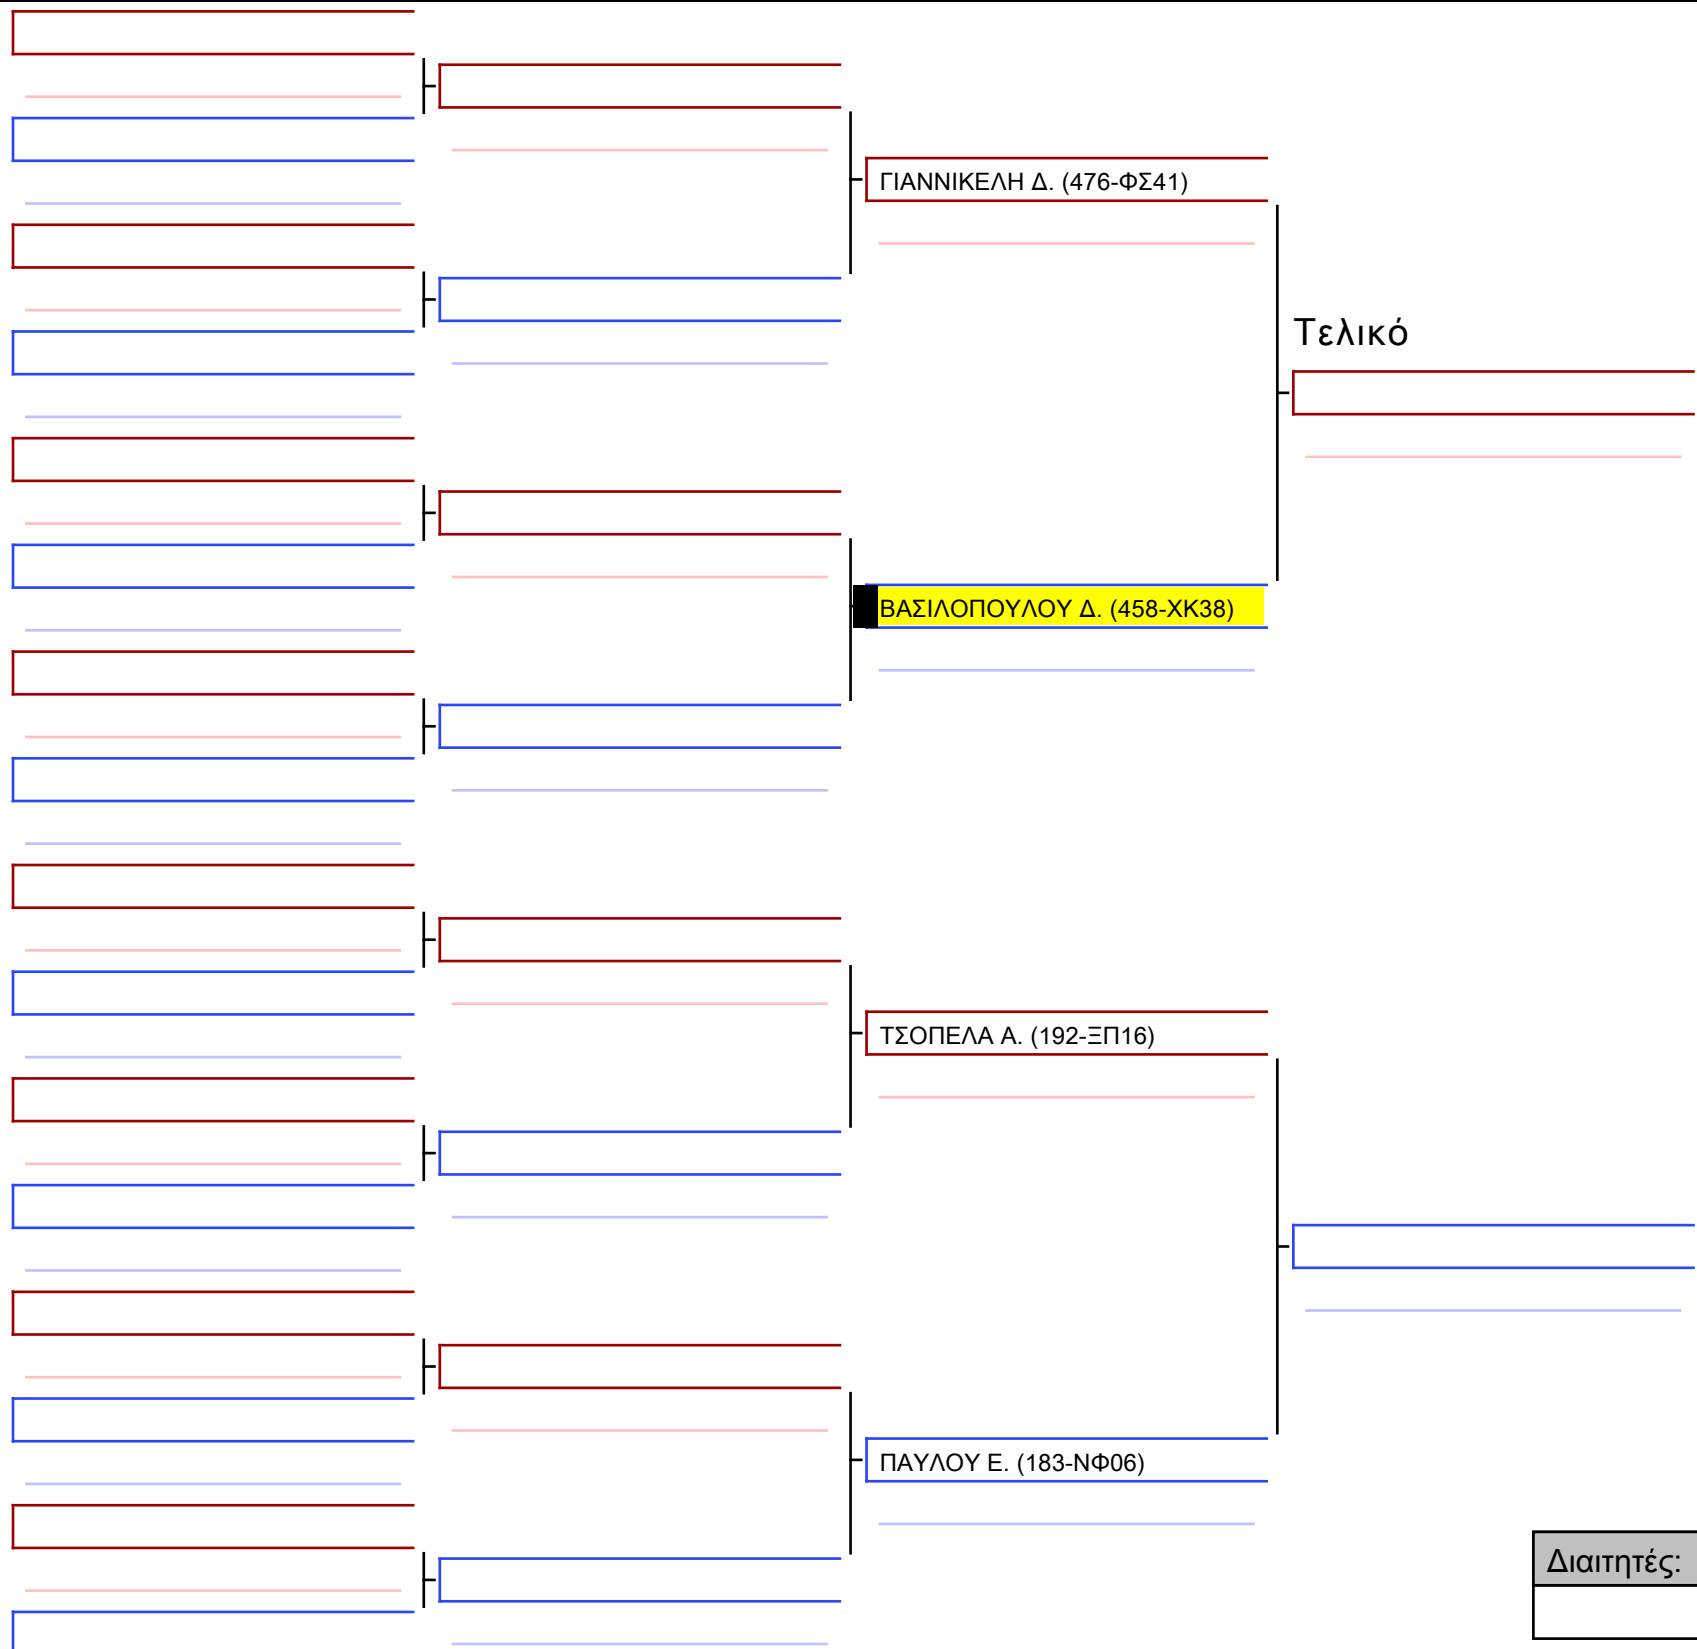 ΓΙΑΝΝΙΚΕΛΗ Δ. (476-ΦΣ41)
Τελικό
ΒΑΣΙΛΟΠΟΥΛΟΥ Δ. (458-ΧΚ38)
ΤΣΟΠΕΛΑ Α. (192-ΞΠ16)
ΠΑΥΛΟΥ Ε. (183-ΝΦ06)
Διαιτητές: